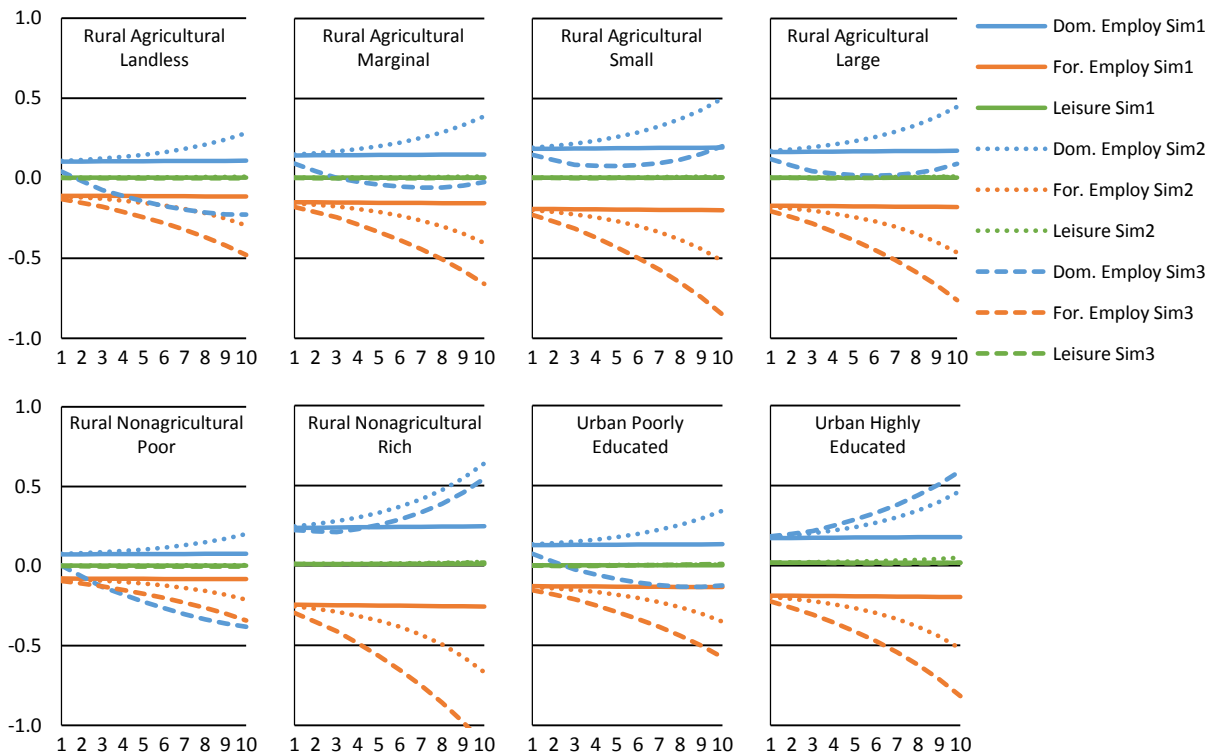 1.0
0.5
0.0
-0.5
-1.0
Rural Agricultural
Landless
Rural Agricultural
Marginal
Rural Agricultural
Small
Rural Agricultural
Large
1 2 3 4 5 6 7 8 9 10
1 2 3 4 5 6 7 8 9 10
1 2 3 4 5 6 7 8 9 10
1 2 3 4 5 6 7 8 9 10
Dom. Employ Sim1
For. Employ Sim1
Leisure Sim1
Dom. Employ Sim2
For. Employ Sim2
Leisure Sim2
Dom. Employ Sim3
For. Employ Sim3
Leisure Sim3
1.0
0.5
0.0
-0.5
-1.0
Rural Nonagricultural
Poor
Rural Nonagricultural
Rich
Urban Poorly
Educated
Urban Highly
Educated
1 2 3 4 5 6 7 8 9 10
1 2 3 4 5 6 7 8 9 10
1 2 3 4 5 6 7 8 9 10
1 2 3 4 5 6 7 8 9 10